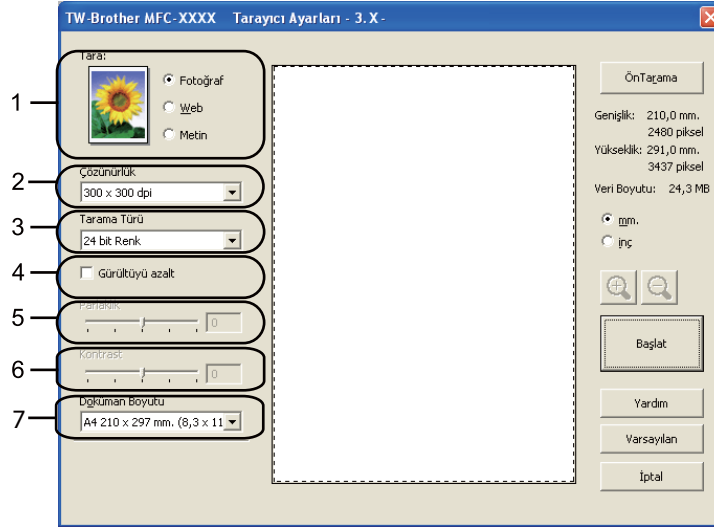 TW-Brother MFC-XXXX Tarayıcı Ayarları - 3. X -
1
Tara:
Fotoğraf
Web
Metin
2
Çözünürlük
300 x 300 dpi
3
Tarama Türü
24 bit Renk
4
Gürültüyü azalt
5
Parlaklık
0
6
Kontrast
0
7
Doküman Boyutu
A4 210 x 297 mm. (8,3 x 11
ÖnTarama
Genişlik: 210,0 mm.
2480 piksel
Yükseklik: 291,0 mm.
3437 piksel
Veri Boyutu: 24,3 MB
mm.
inç
Başlat
Yardım
Varsayılan
İptal